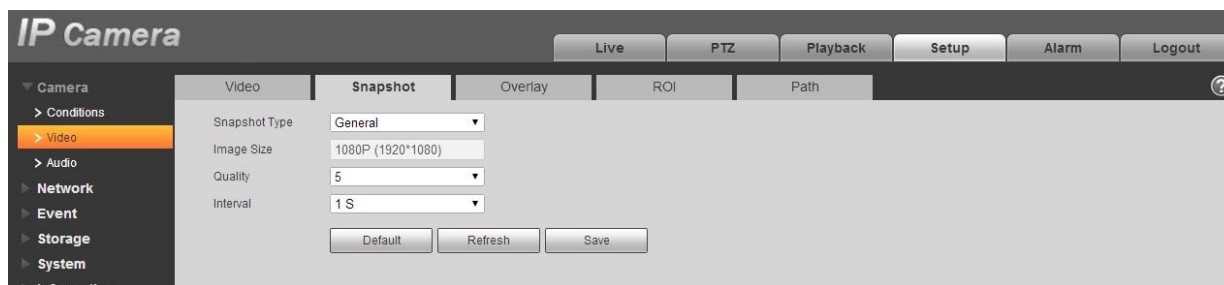 IP Camera
Live PTZ Playback Setup Alarm Logout
Camera
Video Snapshot Overlay ROI Path
> Conditions
Snapshot Type General
> Video
Image Size 1080P (1920*1080)
> Audio
Quality 5
Network
Interval 1 S
Event
Storage
Default Refresh Save
System